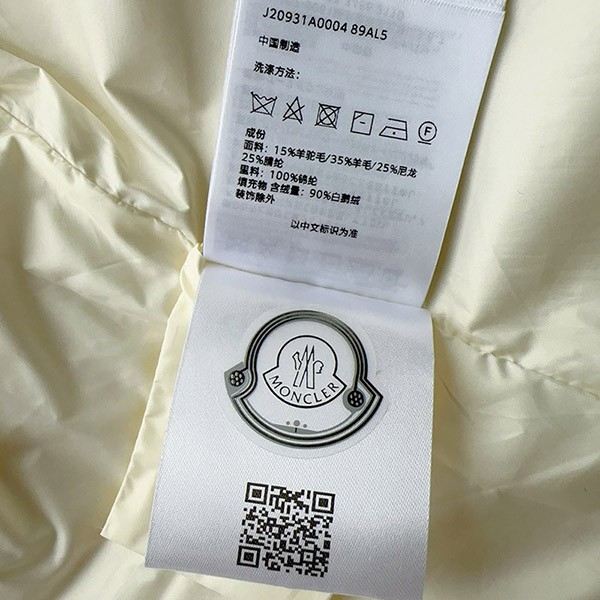 J20931A0004 89AL5
中国制造
洗涤方法：
F
成份
面料：15%羊驼毛/35%羊毛/25%尼龙
25%腈纶
里料：100%锦纶
填充物 含绒量：90%白鹅绒
装饰除外
以中文标识为准
MONCLER